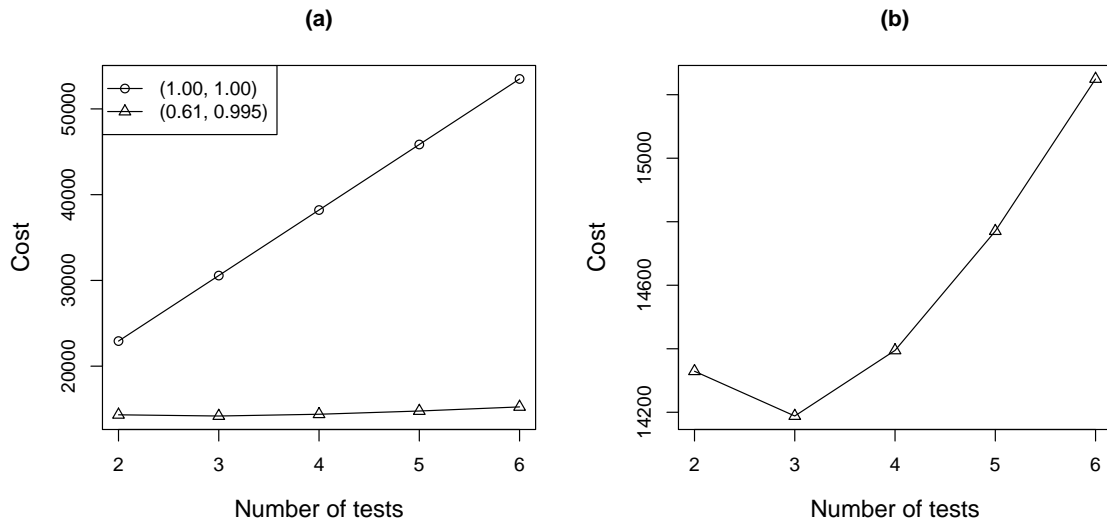 (a)
(1.00, 1.00)
(0.61, 0.995)
50000
40000
30000
20000
Cost
2 3 4 5 6
Number of tests
(b)
15000
14600
14200
Cost
2 3 4 5 6
Number of tests